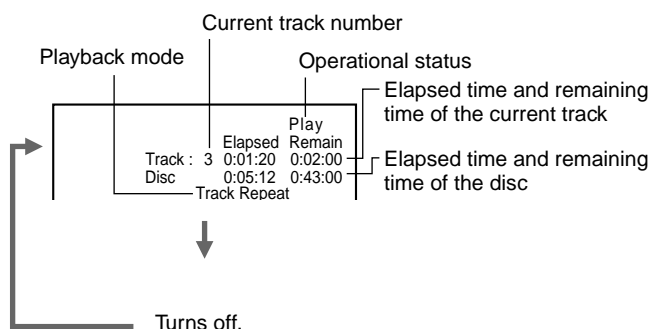 Current track number
Playback mode
Operational status
Elapsed time and remaining
time of the current track
Play
Elapsed Remain
Track : 3 0:01:20 0:02:00
Disc 0:05:12 0:43:00
Track Repeat
Elapsed time and remaining
time of the disc
Turns off.